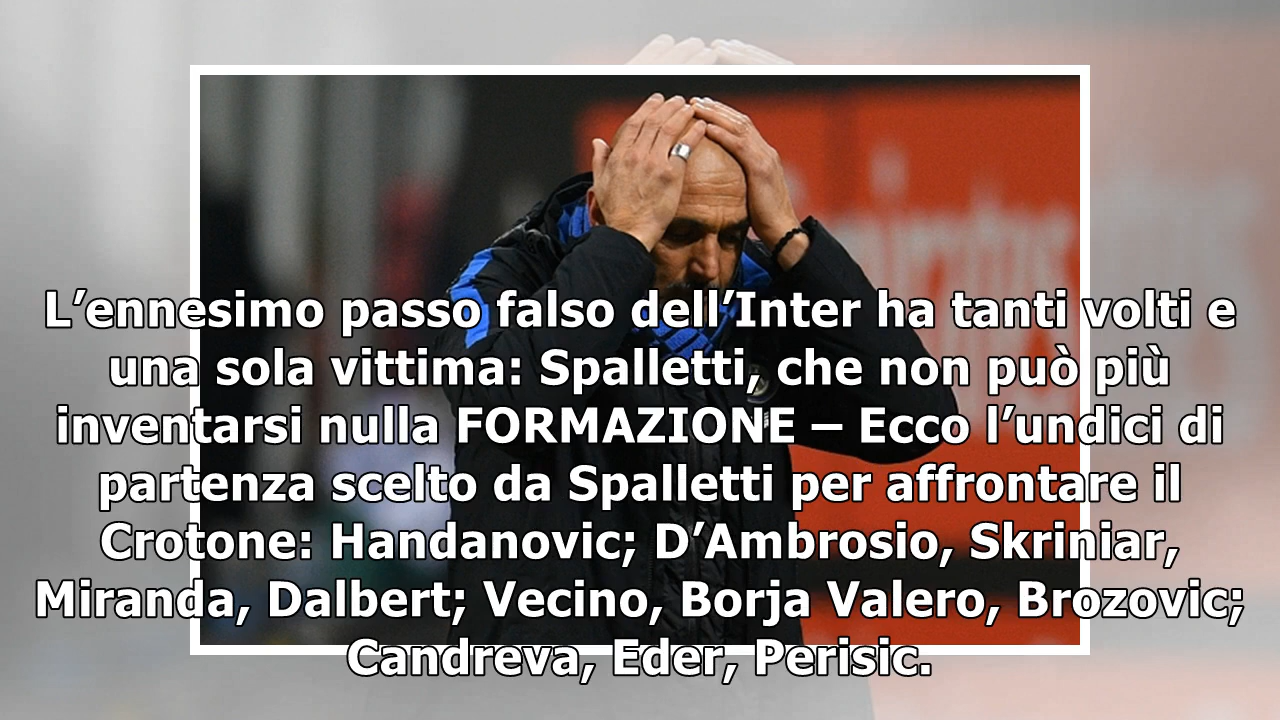 L’ennesimo passo falso dell’Inter ha tanti volti e
una sola vittima: Spalletti, che non può più
inventarsi nulla FORMAZIONE – Ecco l’undici di
partenza scelto da Spalletti per affrontare il
Crotone: Handanovic; D’Ambrosio, Skriniar,
Miranda, Dalbert; Vecino, Borja Valero, Brozovic;
Candreva, Eder, Perisic.